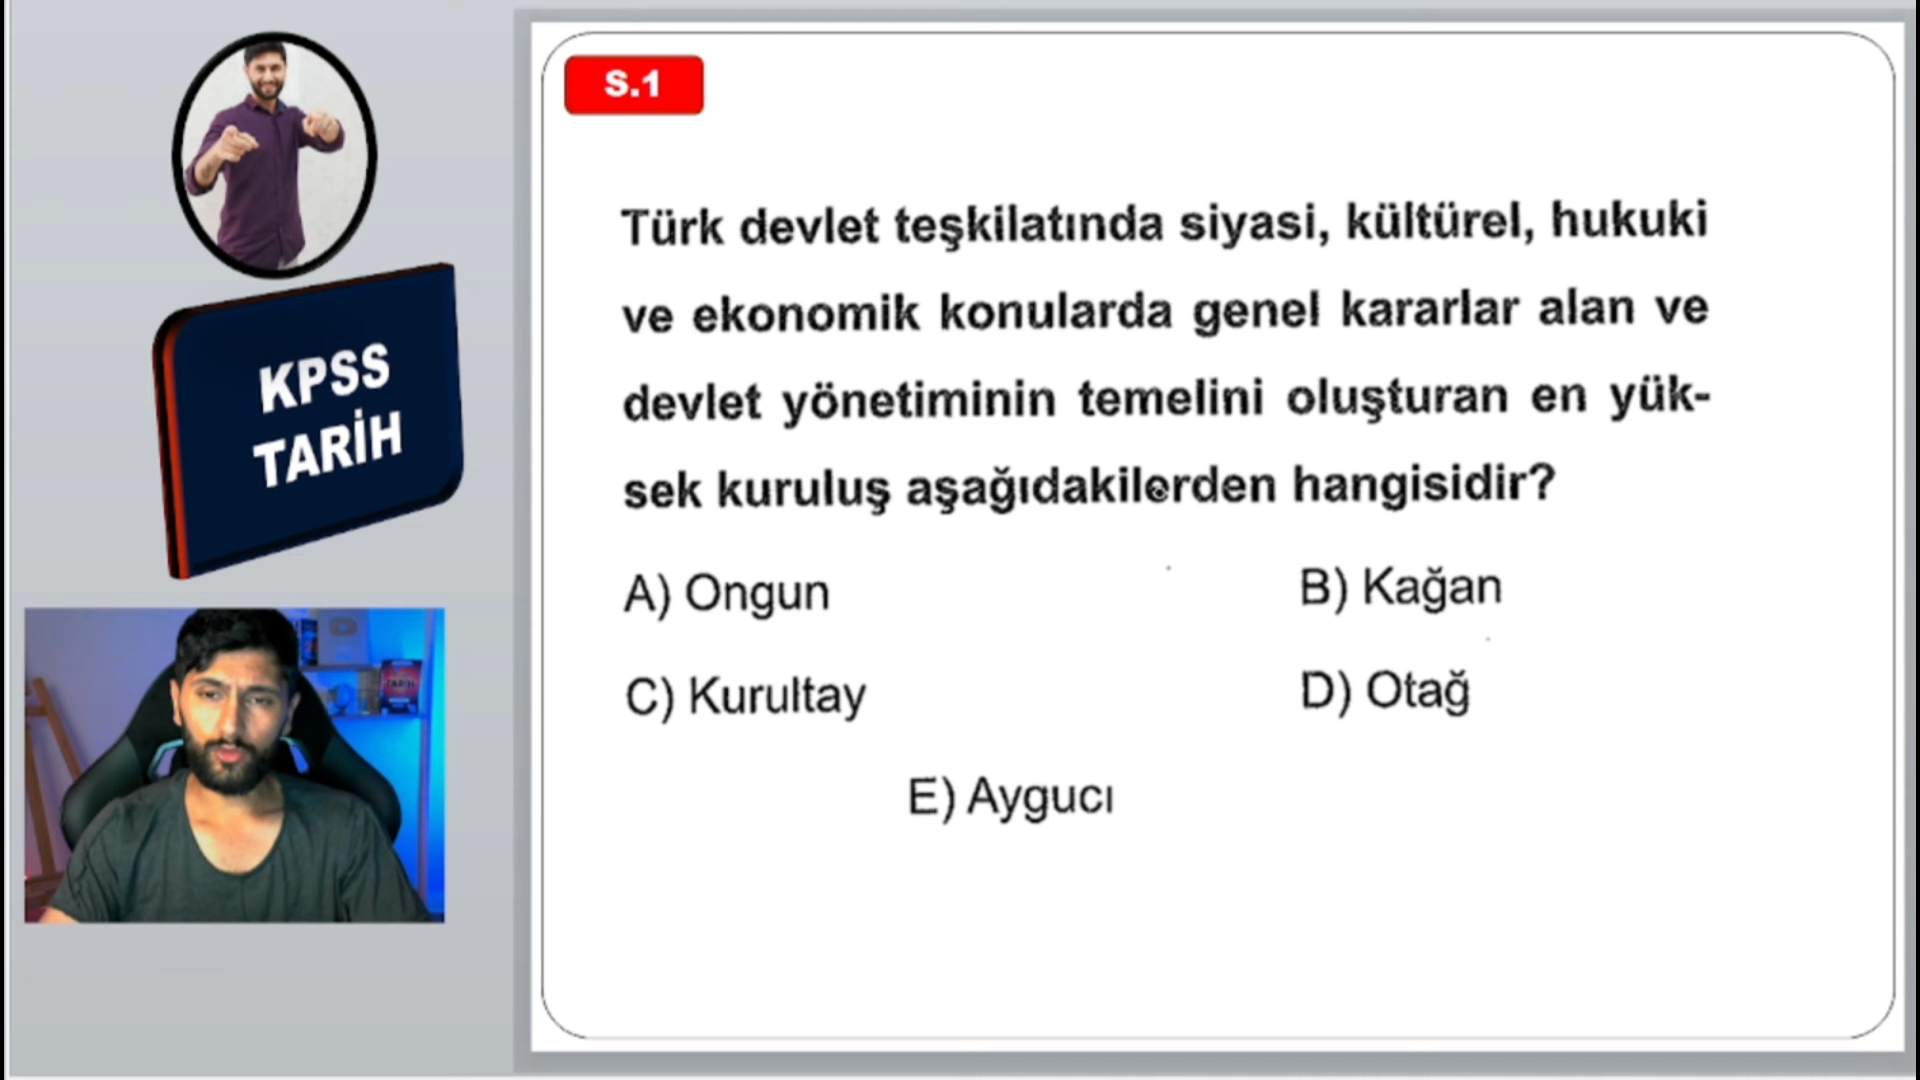 S.1
Türk devlet teşkilatında siyasi, kültürel, hukuki
ve ekonomik konularda genel kararlar alan ve
devlet yönetiminin temelini oluşturan en yük-
sek kuruluş aşağıdakilerden hangisidir?
A) Ongun
B) Kağan
C) Kurultay
D) Otağ
E) Aygucı
KPSS
TARİH
TARİH